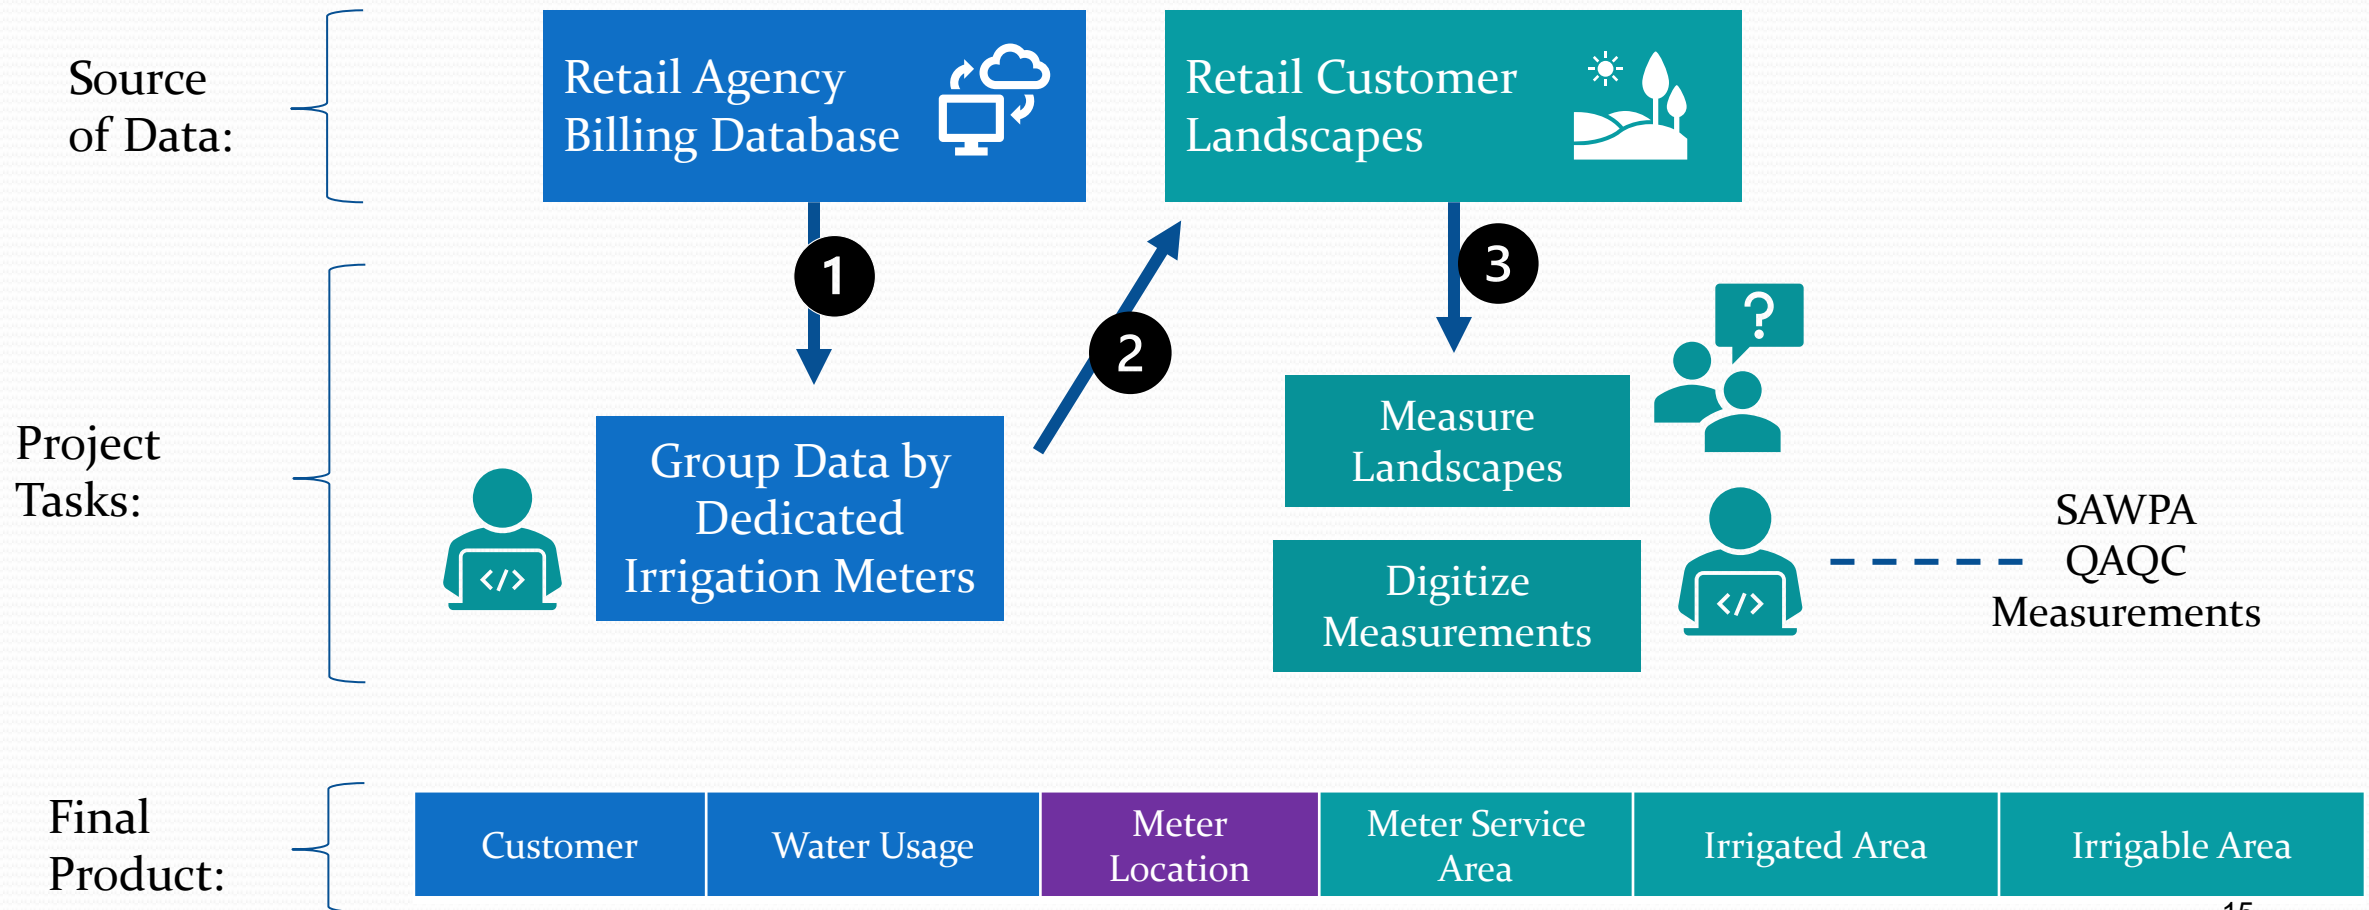 Source
of Data:
Retail Agency
Billing Database
Retail Customer
Landscapes
1
2
3
?
Project
Tasks:
Group Data by
Dedicated
Irrigation Meters
</>
Measure
Landscapes
Digitize
Measurements
</>
SAWPA
QAQC
Measurements
Final
Product:
Customer
Water Usage
Meter
Location
Meter Service
Area
Irrigated Area
Irrigable Area
15